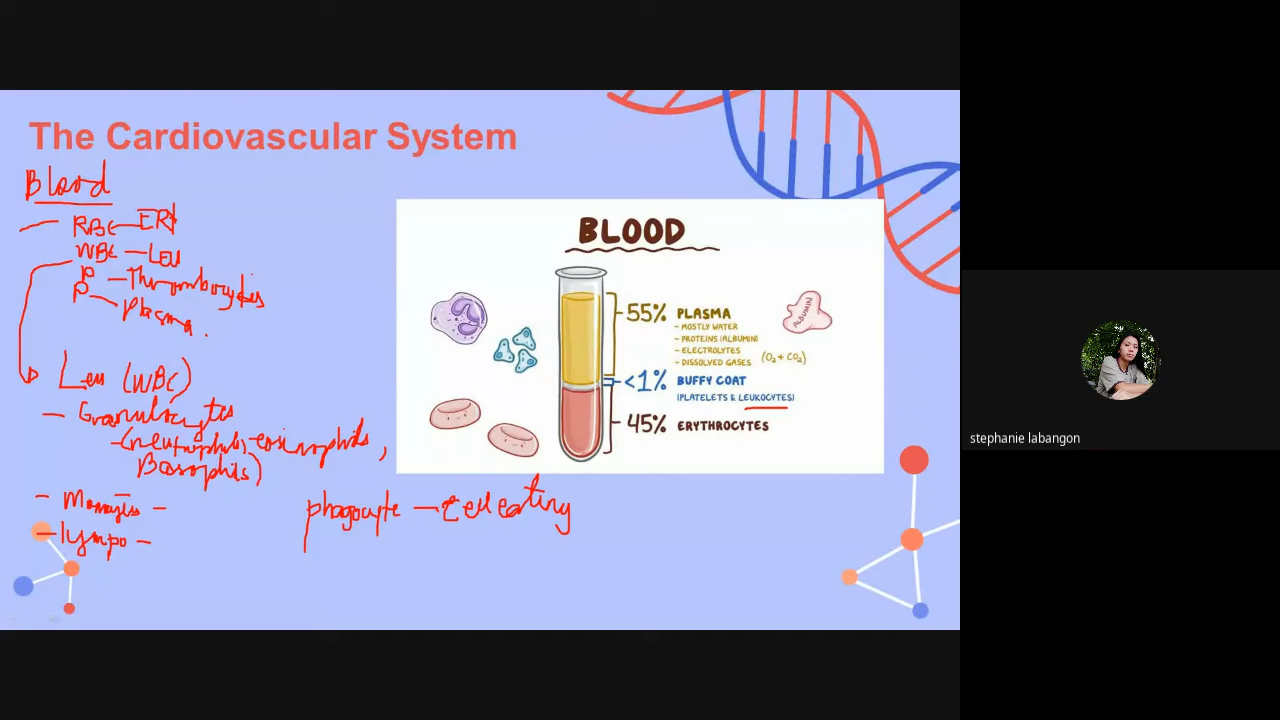 The Cardiovascular System
Blood
RBC - ERY
WBC - LEU
P - Thrombocytes
P - Plasma.
Leu (WBC)
- Granulocytes
- (neutrophils, eosinophils,
Basophils)
- Monocytes -
- lympo -
phagocyte - cell eating
BLOOD
55% PLASMA
- MOSTLY WATER
- PROTEINS (ALBUMIN)
- ELECTROLYTES
- DISSOLVED GASES (O₂ + CO₂)
ALBUMIN
<1% BUFFY COAT
(PLATELETS & LEUKOCYTES)
45% ERYTHROCYTES
stephanie labangon